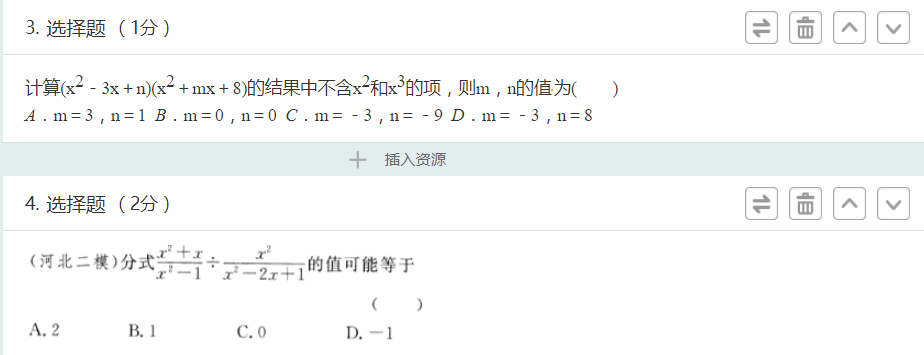 3. 选择题 （1分）
计算(x² - 3x + n)(x² + mx + 8)的结果中不含x²和x³的项，则m，n的值为(　　)
A．m = 3，n = 1 B．m = 0，n = 0 C．m = - 3，n = - 9 D．m = - 3，n = 8
插入资源
4. 选择题 （2分）
(河北二模)分式(x²+x)/(x²-1)÷x²/(x²-2x+1)的值可能等于
(　　)
A. 2 B. 1 C. 0 D. -1